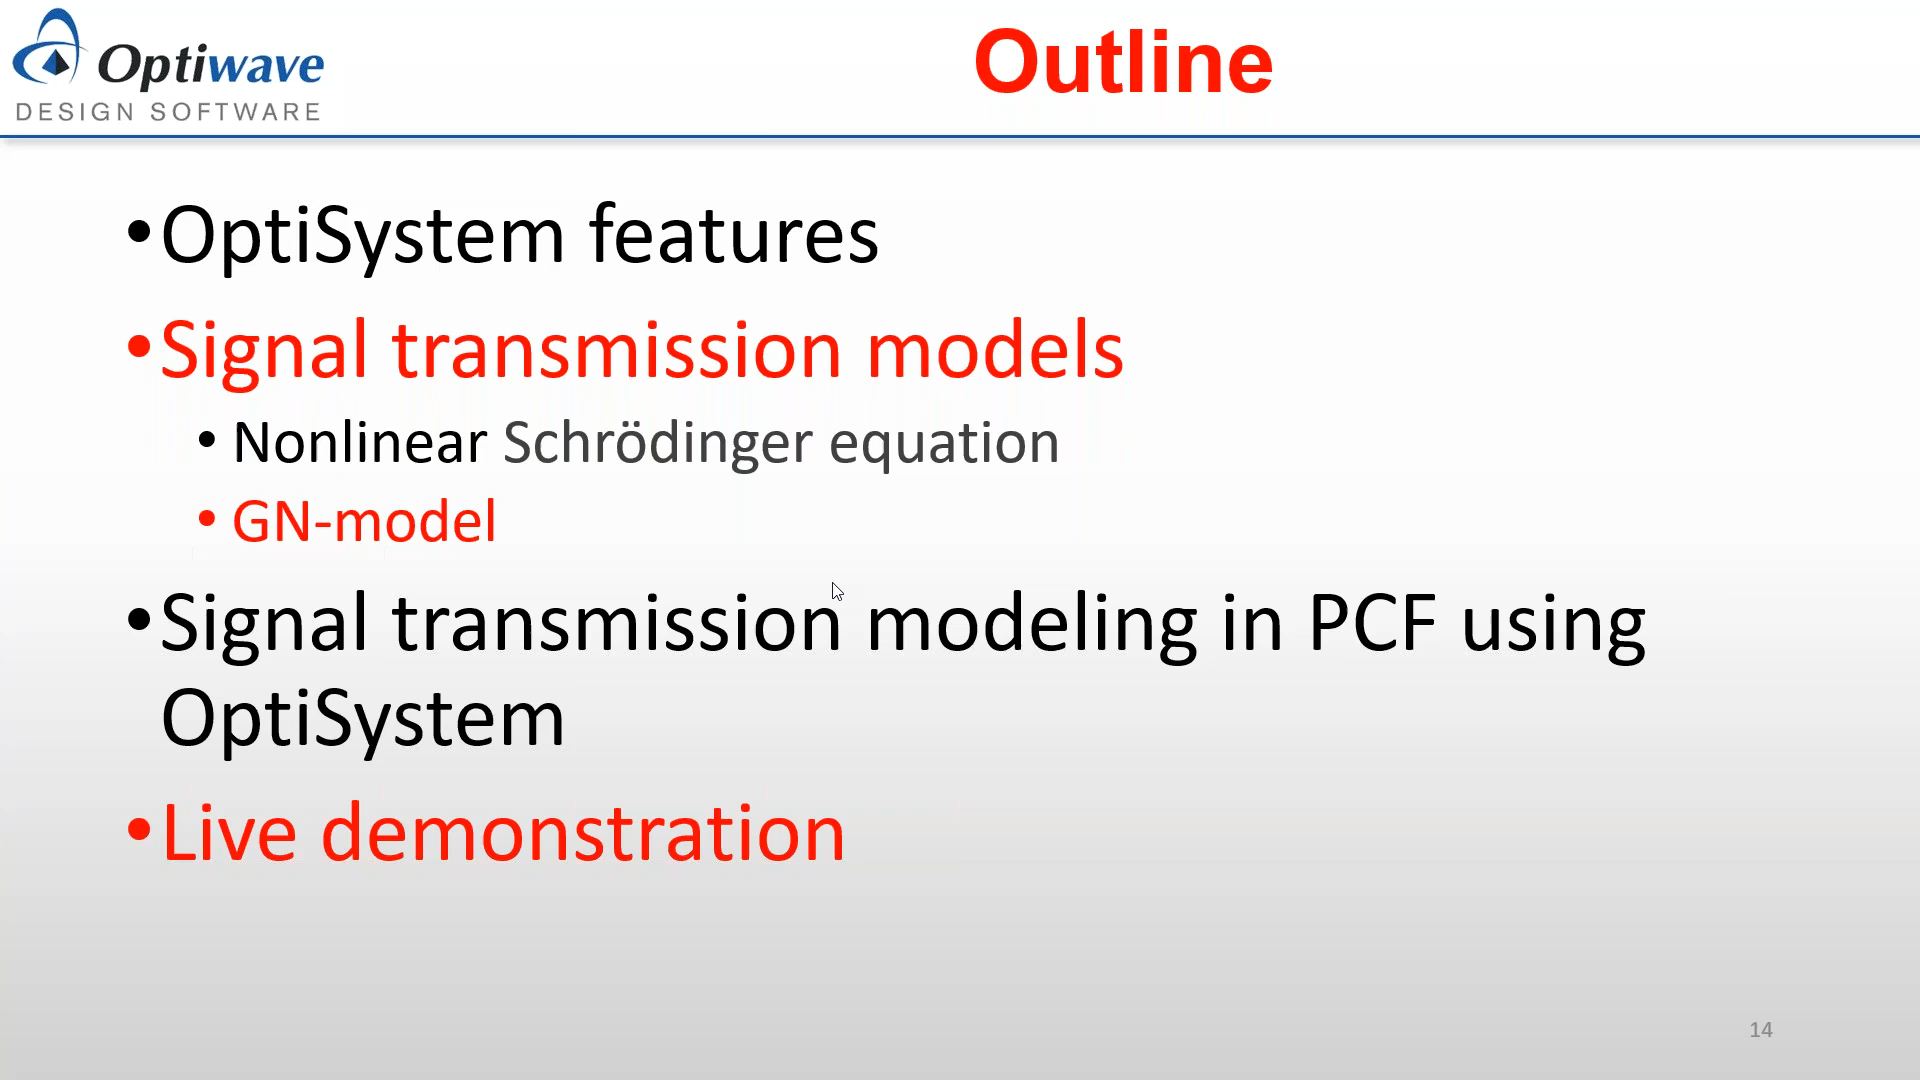 Optiwave
DESIGN SOFTWARE
Outline
•OptiSystem features
•Signal transmission models
• Nonlinear Schrödinger equation
• GN-model
•Signal transmission modeling in PCF using
OptiSystem
•Live demonstration
14